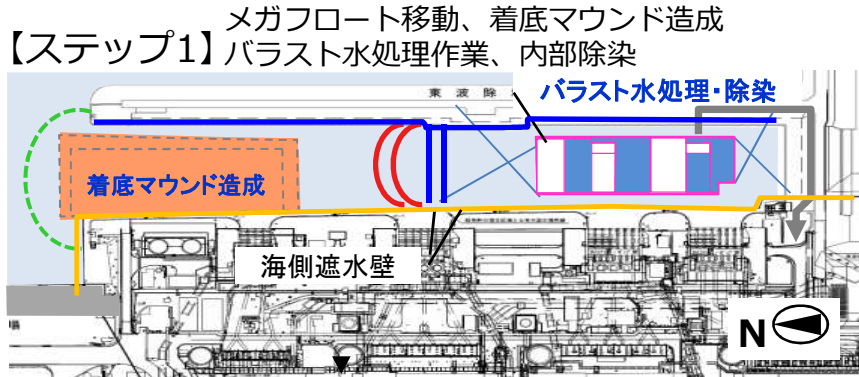 メガフロート移動、着底マウンド造成
【ステップ1】バラスト水処理作業、内部除染
東 波 除
バラスト水処理・除染
着底マウンド造成
海側遮水壁
N